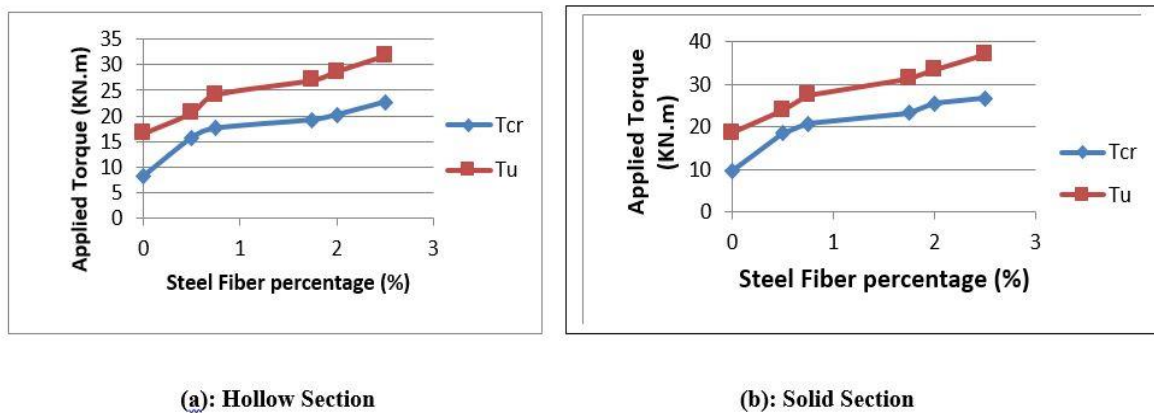 Applied Torque (KN.m)
35
30
25
20
15
10
5
0
0 1 2 3
Steel Fiber percentage (%)
Tcr
Tu
(a): Hollow Section
Applied Torque
(KN.m)
40
30
20
10
0
0 1 2 3
Steel Fiber percentage (%)
Tcr
Tu
(b): Solid Section